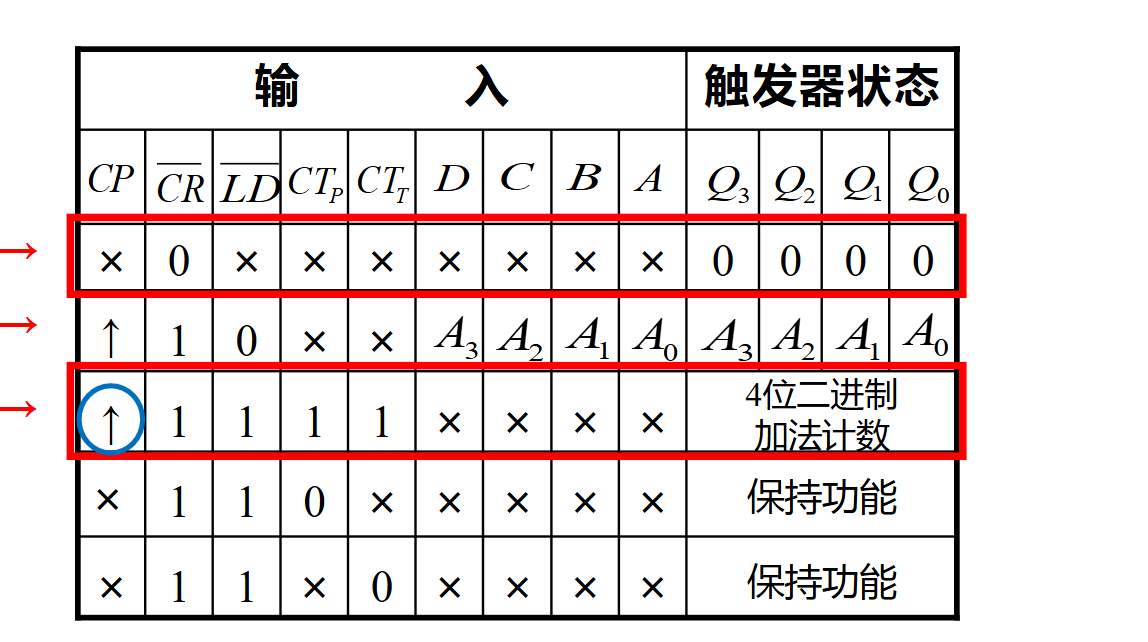 输 入 触发器状态
CP \overline{CR} \overline{LD} CT_P CT_T D C B A Q_3 Q_2 Q_1 Q_0
→ × 0 × × × × × × × 0 0 0 0
→ ↑ 1 0 × × A_3 A_2 A_1 A_0 A_3 A_2 A_1 A_0
→ ↑ 1 1 1 1 × × × × 4位二进制
加法计数
× 1 1 0 × × × × × 保持功能
× 1 1 × 0 × × × × 保持功能